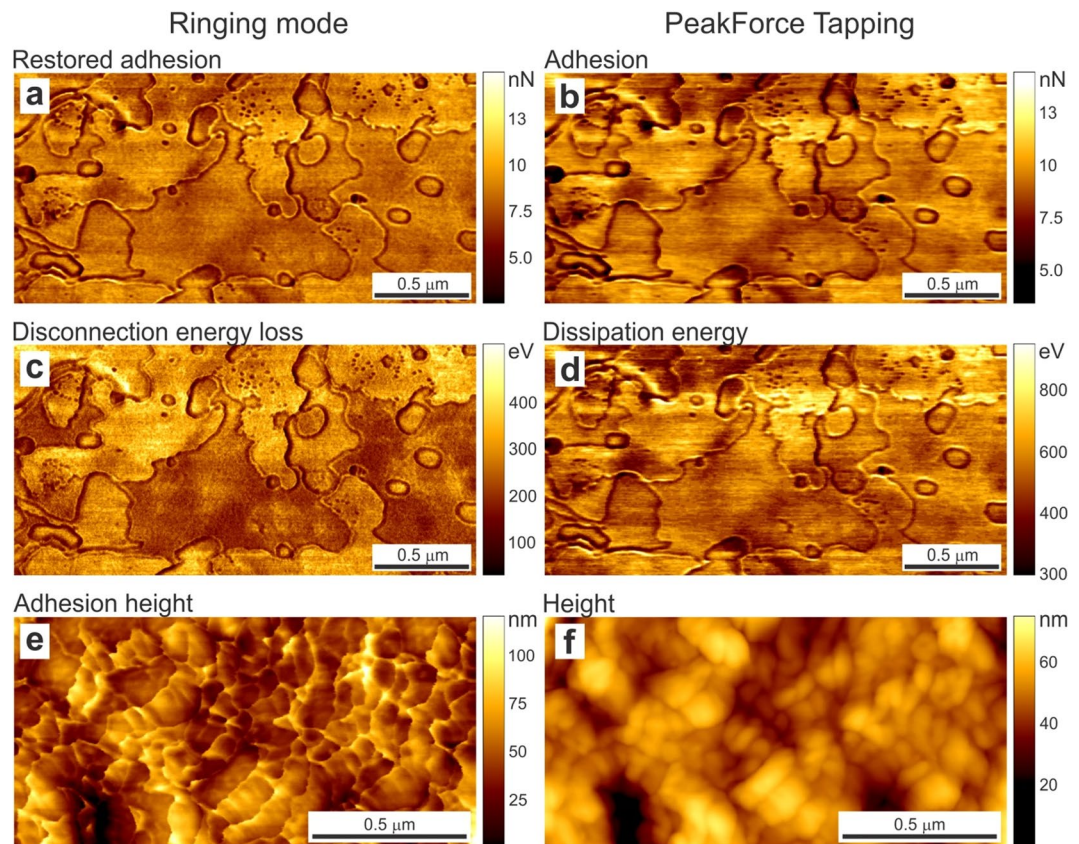 Ringing mode
PeakForce Tapping
Restored adhesion
a
nN
13
10
7.5
5.0
0.5 μm
Adhesion
b
nN
13
10
7.5
5.0
0.5 μm
Disconnection energy loss
c
eV
400
300
200
100
0.5 μm
Dissipation energy
d
eV
800
600
400
300
0.5 μm
Adhesion height
e
nm
100
75
50
25
0.5 μm
Height
f
nm
60
40
20
0.5 μm